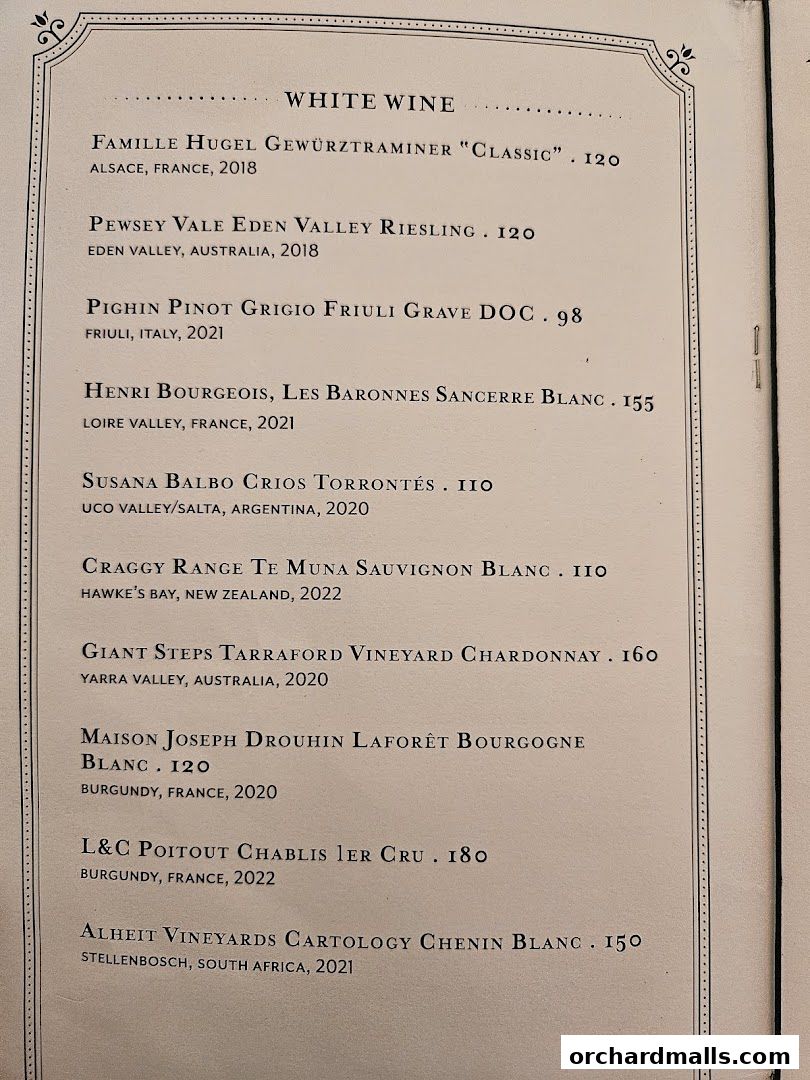 WHITE WINE
FAMILLE HUGEL GEWÜRZTRAMINER "CLASSIC" . 120
ALSACE, FRANCE, 2018
PEWSEY VALE EDEN VALLEY RIESLING . 120
EDEN VALLEY, AUSTRALIA, 2018
PIGHIN PINOT GRIGIO FRIULI GRAVE DOC . 98
FRIULI, ITALY, 2021
HENRI BOURGEOIS, LES BARONNES SANCERRE BLANC . 155
LOIRE VALLEY, FRANCE, 2021
SUSANA BALBO CRIOS TORRONTÉS . 110
UCO VALLEY/SALTA, ARGENTINA, 2020
CRAGGY RANGE TE MUNA SAUVIGNON BLANC . 110
HAWKE'S BAY, NEW ZEALAND, 2022
GIANT STEPS TARRAFORD VINEYARD CHARDONNAY . 160
YARRA VALLEY, AUSTRALIA, 2020
MAISON JOSEPH DROUHIN LAFORÊT BOURGOGNE
BLANC . 120
BURGUNDY, FRANCE, 2020
L&C POITOUT CHABLIS 1ER CRU . 180
BURGUNDY, FRANCE, 2022
ALHEIT VINEYARDS CARTOLOGY CHENIN BLANC . 150
STELLENBOSCH, SOUTH AFRICA, 2021
orchardmalls.com